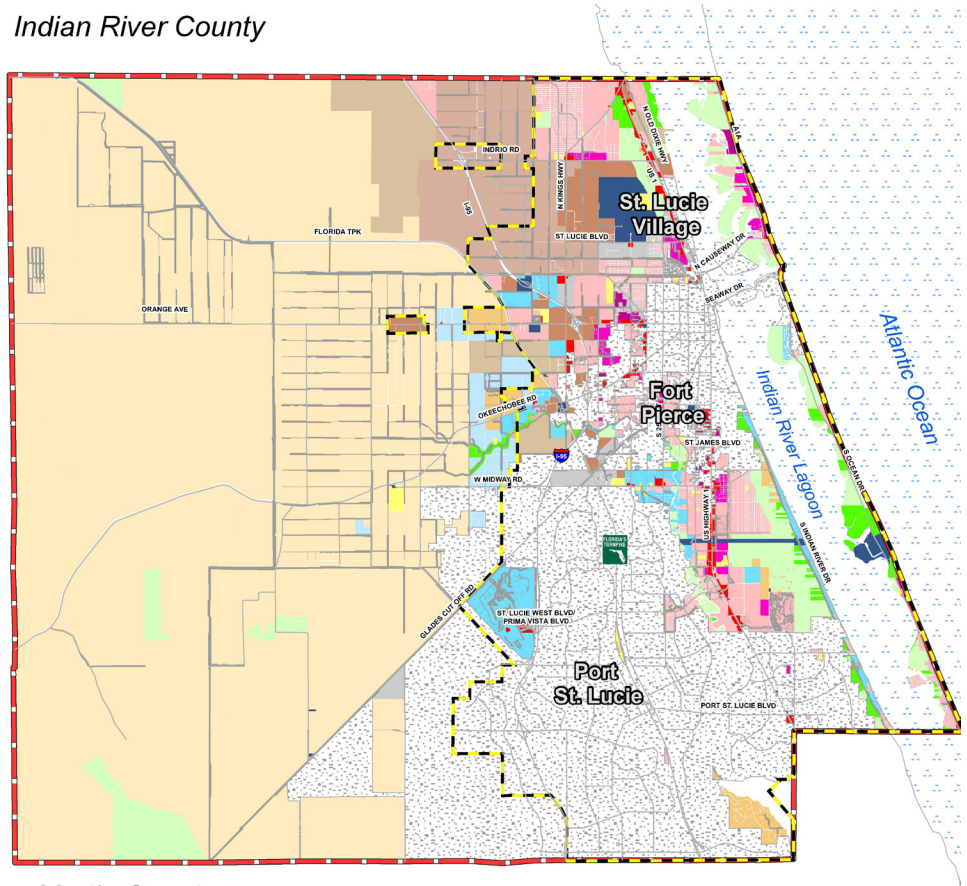 Indian River County
N OLD DIXIE HWY
A1A
INDRIO RD
US 1
N KINGS HWY
I-95
St. Lucie
Village
FLORIDA TPK
ST LUCIE BLVD
N CAUSEWAY DR
SEAWAY DR
ORANGE AVE
Atlantic Ocean
Indian River Lagoon
Fort
Pierce
OKEECHOBEE RD
ST. JAMES BLVD
I-95
S OCEAN DR
W MIDWAY RD
US HIGHWAY 1
FLORIDA'S
TURNPIKE
S INDIAN RIVER DR
GLADES CUT OFF RD
ST. LUCIE WEST BLVD/
PRIMA VISTA BLVD
Port
St. Lucie
PORT ST. LUCIE BLVD